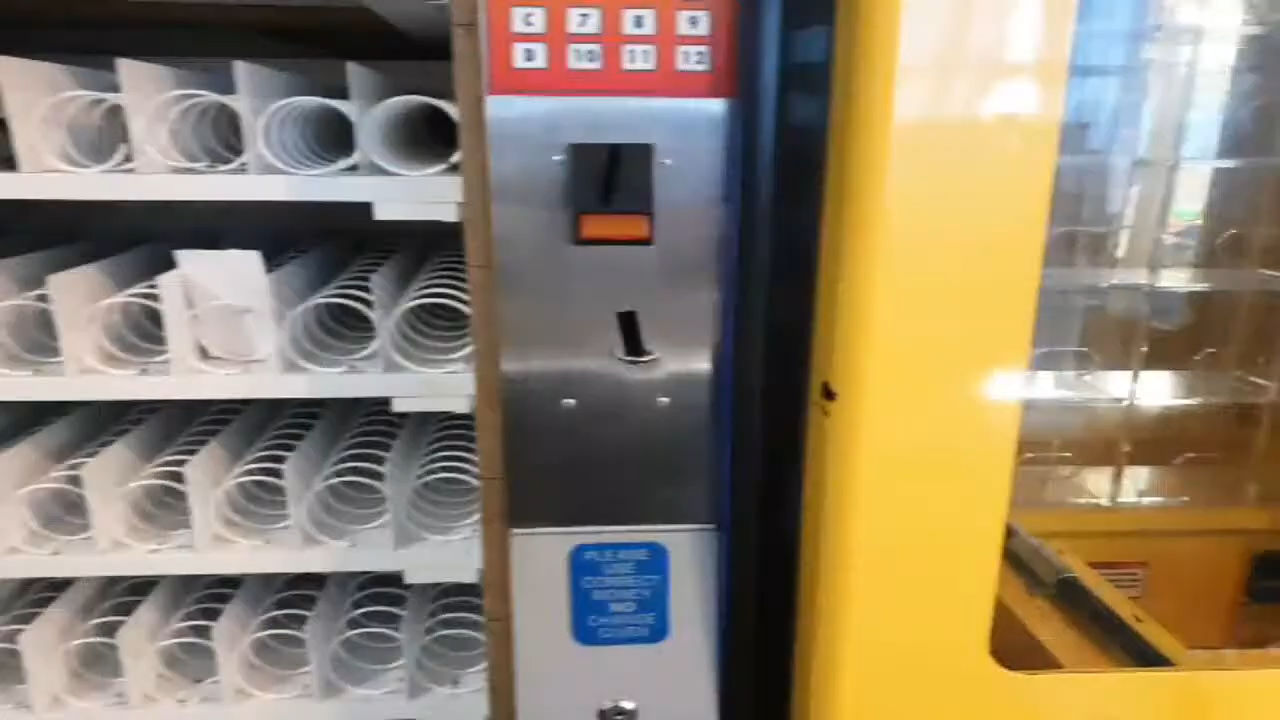 C 7 8 9
D 10 11 12
PLEASE
USE
CORRECT
MONEY
NO
CHANGE
GIVEN